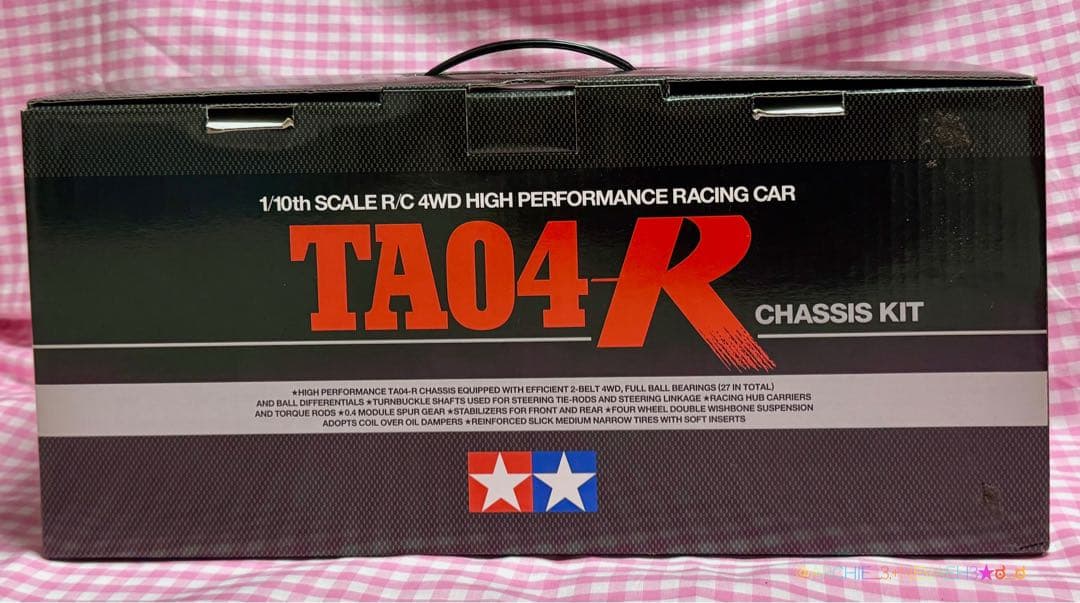 1/10th SCALE R/C 4WD HIGH PERFORMANCE RACING CAR
TA04-R
CHASSIS KIT
★HIGH PERFORMANCE TA04-R CHASSIS EQUIPPED WITH EFFICIENT 2-BELT 4WD, FULL BALL BEARINGS (27 IN TOTAL)
AND BALL DIFFERENTIALS ★TURNBUCKLE SHAFTS USED FOR STEERING TIE-RODS AND STEERING LINKAGE ★RACING HUB CARRIERS
AND TORQUE RODS ★0.4 MODULE SPUR GEAR ★STABILIZERS FOR FRONT AND REAR ★FOUR WHEEL DOUBLE WISHBONE SUSPENSION
ADOPTS COIL OVER OIL DAMPERS ★REINFORCED SLICK MEDIUM NARROW TIRES WITH SOFT INSERTS